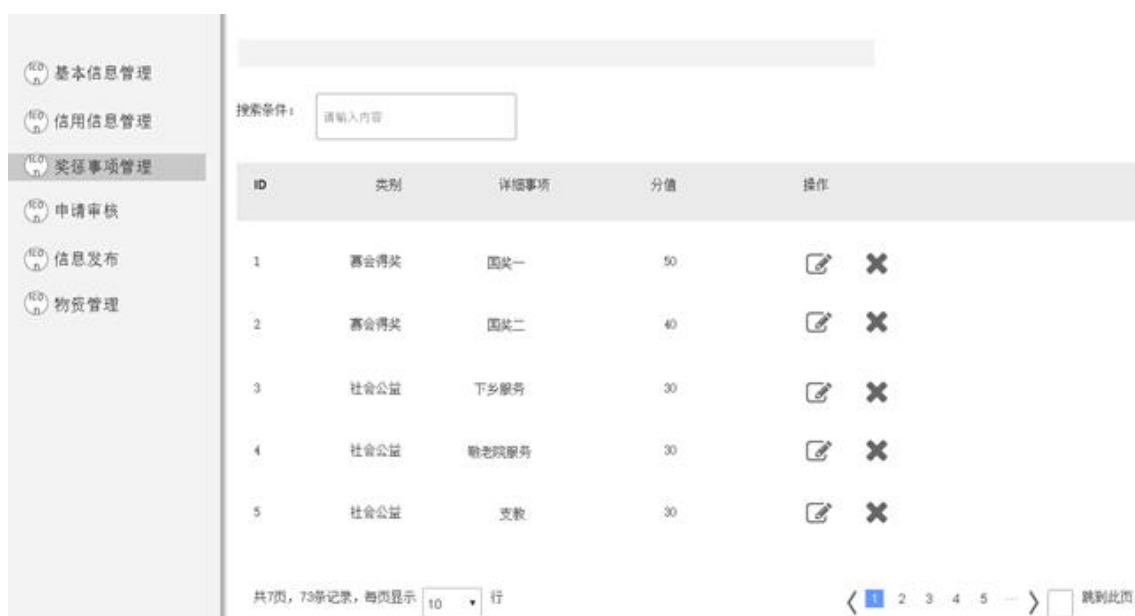 icon 基本信息管理
icon 信用信息管理
icon 奖惩事项管理
icon 申请审核
icon 信息发布
icon 物资管理
搜索条件：
请输入内容
ID 类别 详细事项 分值 操作
1 赛会得奖 国奖一 50
2 赛会得奖 国奖二 40
3 社会公益 下乡服务 30
4 社会公益 敬老院服务 30
5 社会公益 支教 30
共7页，73条记录，每页显示 10 行
1 2 3 4 5 … 跳到此页